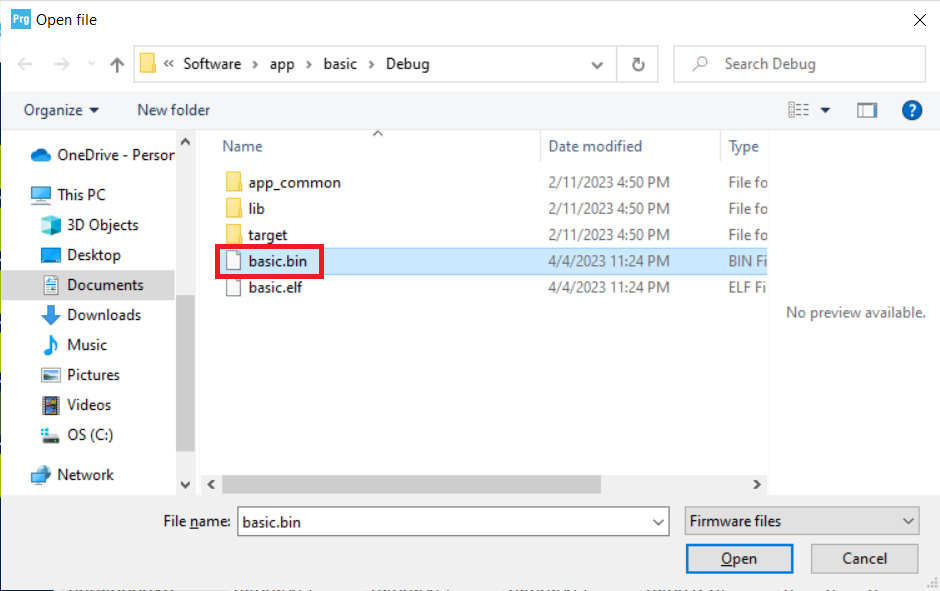 Prg Open file
« Software › app › basic › Debug
Search Debug
Organize
New folder
?
Name
Date modified
Type
OneDrive - Person
This PC
3D Objects
Desktop
Documents
Downloads
Music
Pictures
Videos
OS (C:)
Network
app_common 2/11/2023 4:50 PM File fo
lib 2/11/2023 4:50 PM File fo
target 2/11/2023 4:50 PM File fo
basic.bin 4/4/2023 11:24 PM BIN Fi
basic.elf 4/4/2023 11:24 PM ELF Fi
No preview available.
File name: basic.bin
Firmware files
Open
Cancel